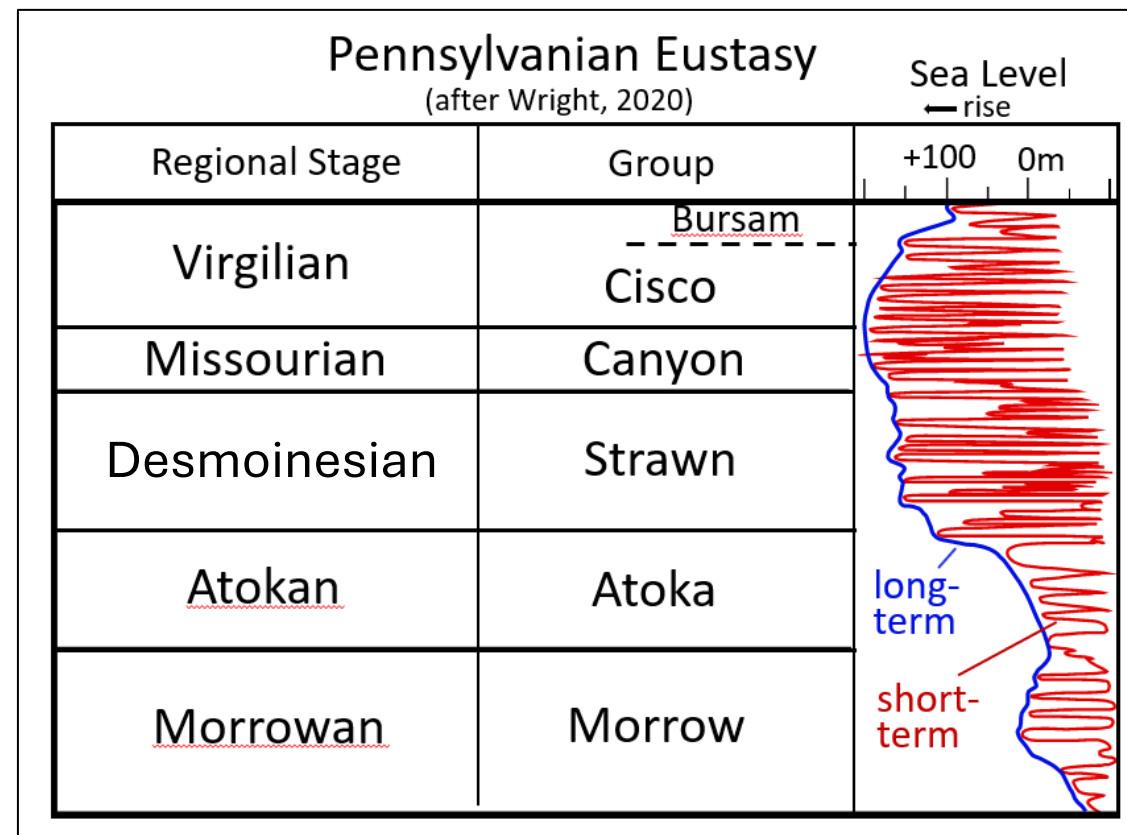 Pennsylvanian Eustasy
(after Wright, 2020)
Sea Level
rise
Regional Stage
Group
+100
0m
Bursam
Virgilian
Cisco
Missourian
Canyon
Desmoinesian
Strawn
Atokan
Atoka
long-
term
short-
term
Morrowan
Morrow